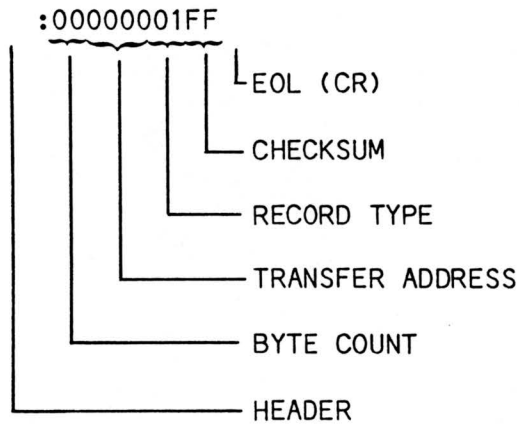 :00000001FF
EOL (CR)
CHECKSUM
RECORD TYPE
TRANSFER ADDRESS
BYTE COUNT
HEADER